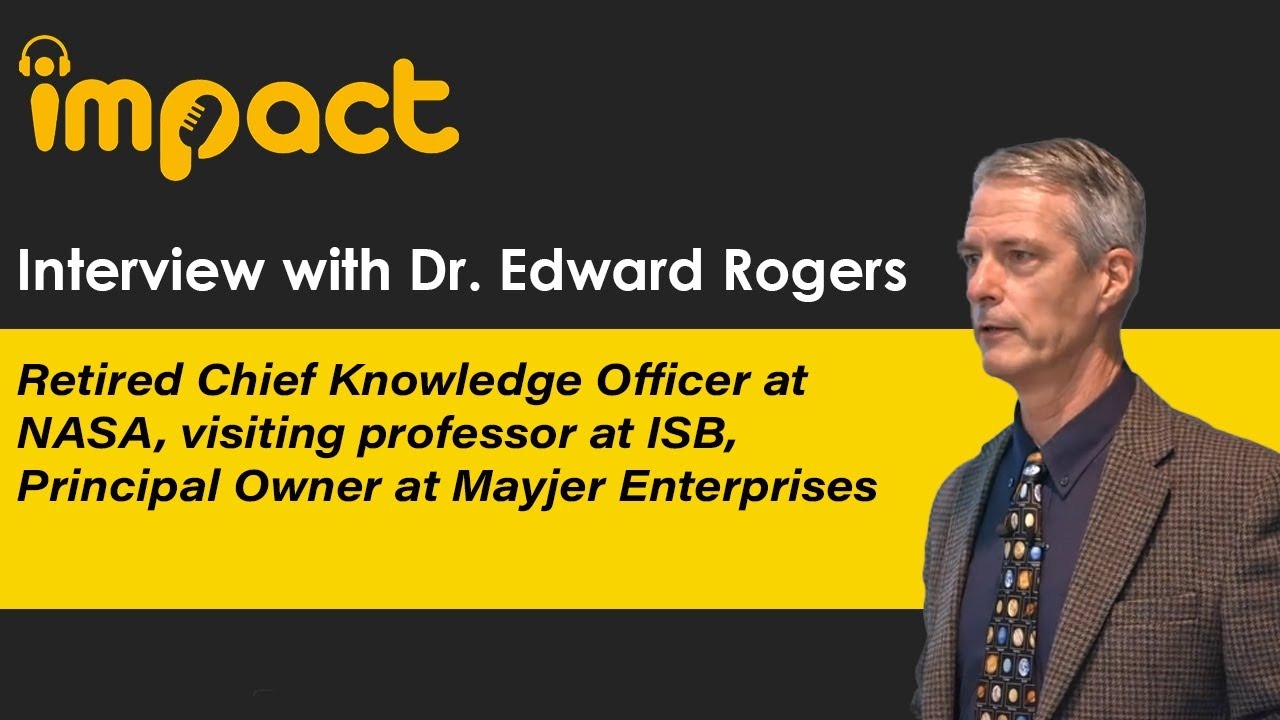 impact
Interview with Dr. Edward Rogers
Retired Chief Knowledge Officer at
NASA, visiting professor at ISB,
Principal Owner at Mayjer Enterprises